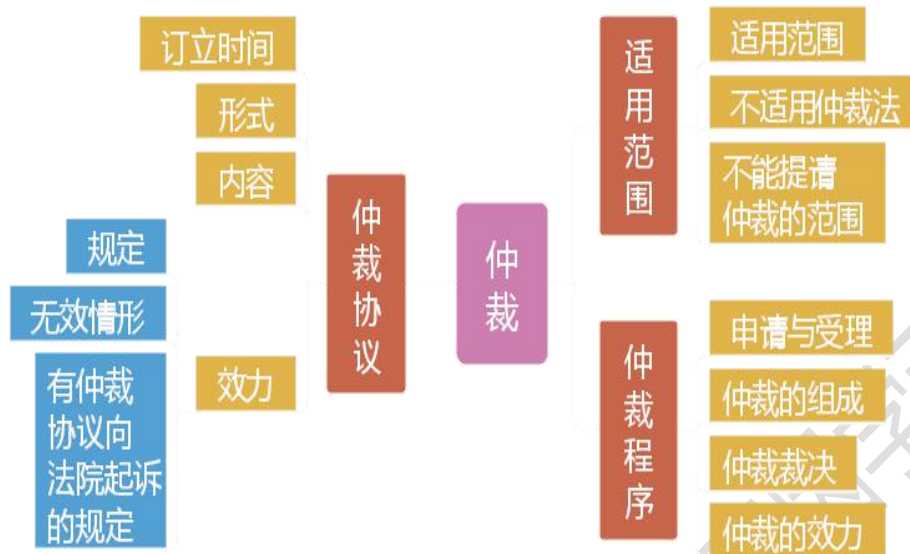 仲裁
适用范围
适用范围
不适用仲裁法
不能提请
仲裁的范围
仲裁程序
申请与受理
仲裁的组成
仲裁裁决
仲裁的效力
仲裁协议
订立时间
形式
内容
效力
规定
无效情形
有仲裁
协议向
法院起诉
的规定